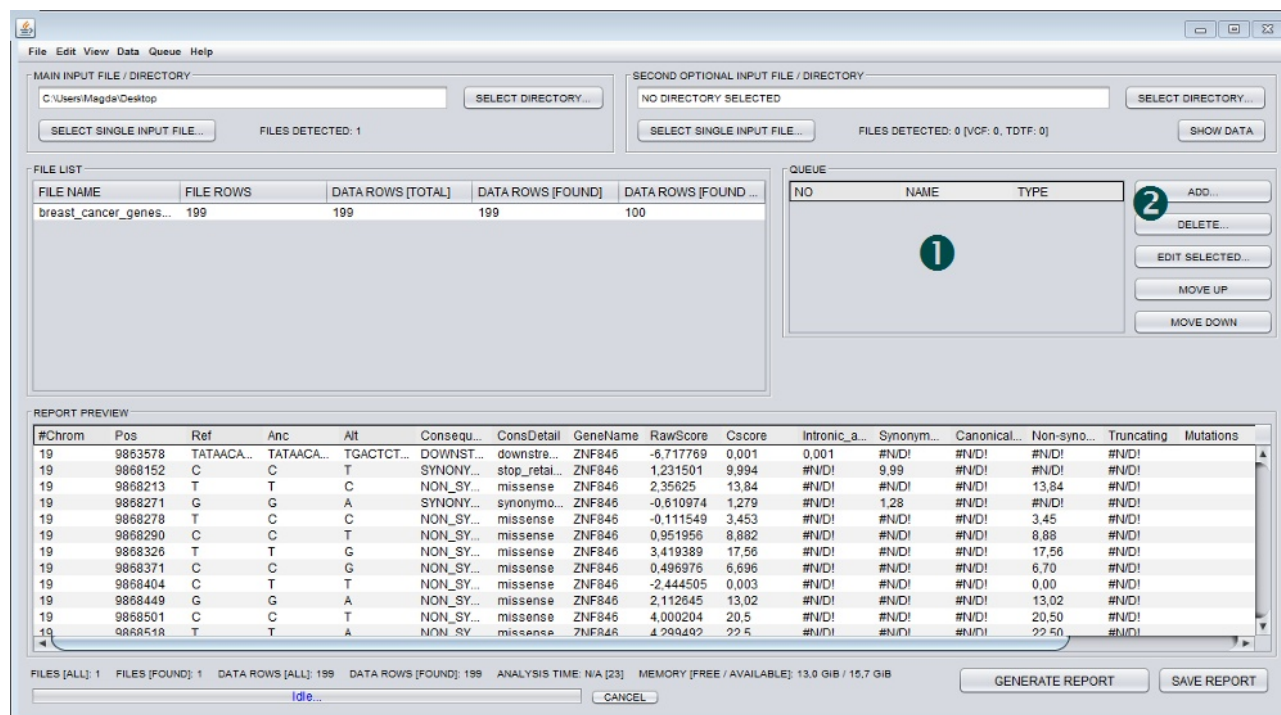 File Edit View Data Queue Help
MAIN INPUT FILE / DIRECTORY
C:\Users\Magda\Desktop
SELECT DIRECTORY...
SELECT SINGLE INPUT FILE...
FILES DETECTED: 1
SECOND OPTIONAL INPUT FILE / DIRECTORY
NO DIRECTORY SELECTED
SELECT DIRECTORY...
SELECT SINGLE INPUT FILE...
FILES DETECTED: 0 [VCF: 0, TDTF: 0]
SHOW DATA
FILE LIST
FILE NAME FILE ROWS DATA ROWS [TOTAL] DATA ROWS [FOUND] DATA ROWS [FOUND ...
breast_cancer_genes... 199 199 199 100
QUEUE
NO NAME TYPE
1
2
ADD...
DELETE...
EDIT SELECTED...
MOVE UP
MOVE DOWN
REPORT PREVIEW
#Chrom Pos Ref Anc Alt Consequ... ConsDetail GeneName RawScore Cscore Intronic_a... Synonym... Canonical... Non-syno... Truncating Mutations
19 9863578 TATAACA... TATAACA... TGACTCT... DOWNST... downstre... ZNF846 -6,717769 0,001 0,001 #N/D! #N/D! #N/D! #N/D!
19 9868152 C C T SYNONY... stop_retai... ZNF846 1,231501 9,994 #N/D! 9,99 #N/D! #N/D! #N/D!
19 9868213 T T C NON_SY... missense ZNF846 2,35625 13,84 #N/D! #N/D! #N/D! 13,84 #N/D!
19 9868271 G G A SYNONY... synonymo... ZNF846 -0,610974 1,279 #N/D! 1,28 #N/D! #N/D! #N/D!
19 9868278 T C C NON_SY... missense ZNF846 -0,111549 3,453 #N/D! #N/D! #N/D! 3,45 #N/D!
19 9868290 C C T NON_SY... missense ZNF846 0,951956 8,882 #N/D! #N/D! #N/D! 8,88 #N/D!
19 9868326 T T G NON_SY... missense ZNF846 3,419389 17,56 #N/D! #N/D! #N/D! 17,56 #N/D!
19 9868371 C C G NON_SY... missense ZNF846 0,496976 6,696 #N/D! #N/D! #N/D! 6,70 #N/D!
19 9868404 C T T NON_SY... missense ZNF846 -2,444505 0,003 #N/D! #N/D! #N/D! 0,00 #N/D!
19 9868449 G G A NON_SY... missense ZNF846 2,112645 13,02 #N/D! #N/D! #N/D! 13,02 #N/D!
19 9868501 C C T NON_SY... missense ZNF846 4,000204 20,5 #N/D! #N/D! #N/D! 20,50 #N/D!
19 9868518 T T A NON_SY... missense ZNF846 4,299492 22,5 #N/D! #N/D! #N/D! 22,50 #N/D!
FILES [ALL]: 1 FILES [FOUND]: 1 DATA ROWS [ALL]: 199 DATA ROWS [FOUND]: 199 ANALYSIS TIME: N/A [23] MEMORY [FREE / AVAILABLE]: 13,0 GiB / 15,7 GiB
Idle...
CANCEL
GENERATE REPORT
SAVE REPORT